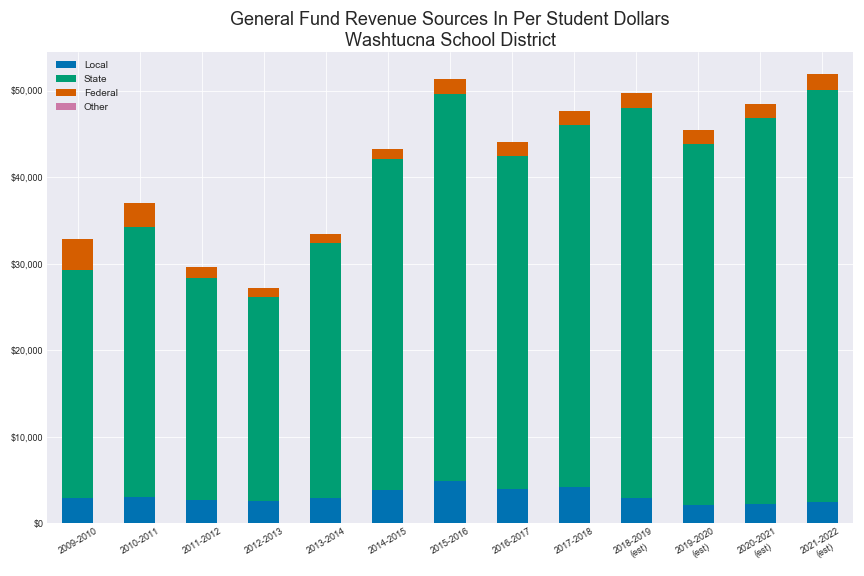 General Fund Revenue Sources In Per Student Dollars
Washtucna School District
Local
State
Federal
Other
$50,000
$40,000
$30,000
$20,000
$10,000
$0
2009-2010
2010-2011
2011-2012
2012-2013
2013-2014
2014-2015
2015-2016
2016-2017
2017-2018
2018-2019
(est)
2019-2020
(est)
2020-2021
(est)
2021-2022
(est)